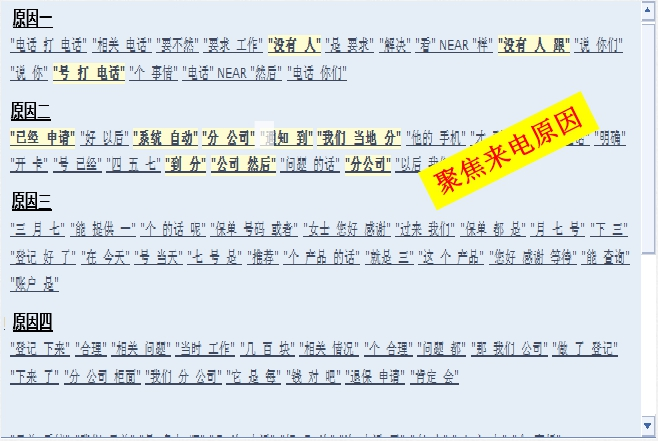 原因一
"电话 打 电话" "相关 电话" "要不然" "要求 工作" "没有 人" "是 要求" "解决" "看" NEAR "样" "没有 人 跟" "说 你们"
"说 你" "号 打 电话" "个 事情" "电话" NEAR "然后" "电话 你们"
原因二
"已经 申请" "好 以后" "系统 自动" "分 公司" "通知 到" "我们 当地 分" "他的 手机" "明确"
"开 卡" "号 已经" "四 五 七" "到 分" "公司 然后" "问题 的话" "分公司" "以后
聚焦来电原因
原因三
"三 月 七" "能 提供 一" "个 的话 呢" "保单 号码 或者" "女士 您好 感谢" "过来 我们" "保单 都 是" "月 七 号" "下 三"
"登记 好 了" "在 今天" "号 当天" "七 号 是" "推荐" "个 产品 的话" "就是 三" "这 个 产品" "您好 感谢 等待" "能 查询"
"账户 是"
原因四
"登记 下来" "合理" "相关 问题" "当时 工作" "几 百 块" "相关 情况" "个 合理" "问题 都" "那 我们 公司" "做 了 登记"
"下来 了" "分 公司 柜面" "我们 分 公司" "它 是 每" "钱 对 吧" "退保 申请" "肯定 会"